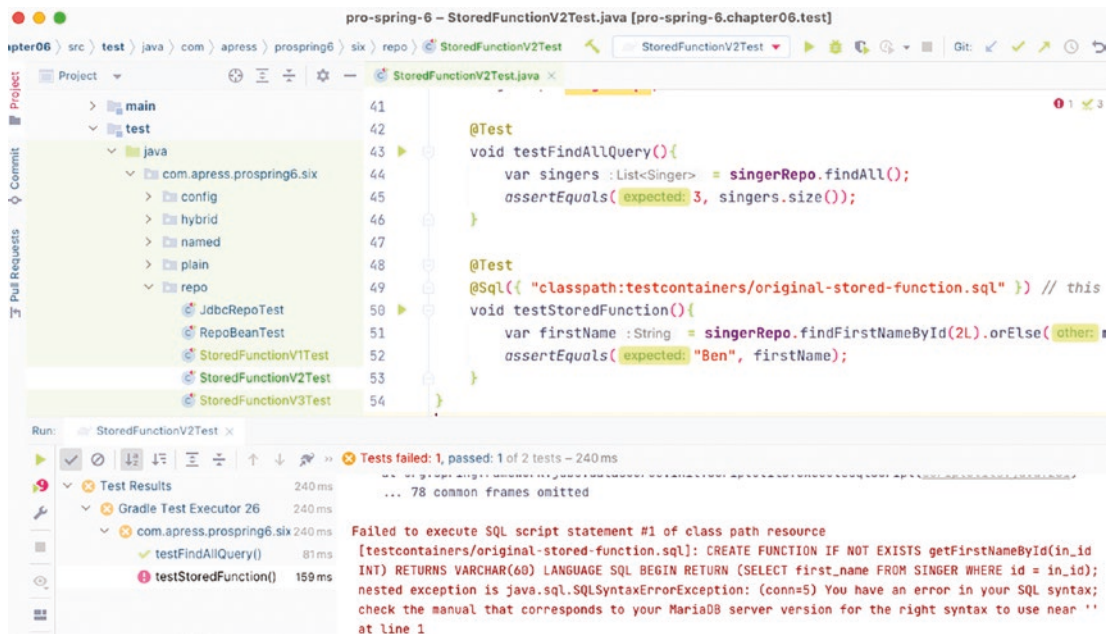 pro-spring-6 – StoredFunctionV2Test.java [pro-spring-6.chapter06.test]
apter06 〉 src 〉 test 〉 java 〉 com 〉 apress 〉 prospring6 〉 six 〉 repo 〉 StoredFunctionV2Test
StoredFunctionV2Test
Git:
Project
StoredFunctionV2Test.java ×
Project
Commit
Pull Requests
main
test
java
com.apress.prospring6.six
config
hybrid
named
plain
repo
JdbcRepoTest
RepoBeanTest
StoredFunctionV1Test
StoredFunctionV2Test
StoredFunctionV3Test
1 3
41
42 @Test
43 void testFindAllQuery(){
44 var singers : List<Singer> = singerRepo.findAll();
45 assertEquals( expected: 3, singers.size());
46 }
47
48 @Test
49 @Sql({ "classpath:testcontainers/original-stored-function.sql" }) // this
50 void testStoredFunction(){
51 var firstName : String = singerRepo.findFirstNameById(2L).orElse( other:
52 assertEquals( expected: "Ben", firstName);
53 }
54 }
Run: StoredFunctionV2Test ×
Tests failed: 1, passed: 1 of 2 tests – 240 ms
Test Results 240 ms
Gradle Test Executor 26 240 ms
com.apress.prospring6.six 240 ms
testFindAllQuery() 81 ms
testStoredFunction() 159 ms
... 78 common frames omitted
Failed to execute SQL script statement #1 of class path resource
[testcontainers/original-stored-function.sql]: CREATE FUNCTION IF NOT EXISTS getFirstNameById(in_id
INT) RETURNS VARCHAR(60) LANGUAGE SQL BEGIN RETURN (SELECT first_name FROM SINGER WHERE id = in_id);
nested exception is java.sql.SQLSyntaxErrorException: (conn=5) You have an error in your SQL syntax;
check the manual that corresponds to your MariaDB server version for the right syntax to use near ''
at line 1